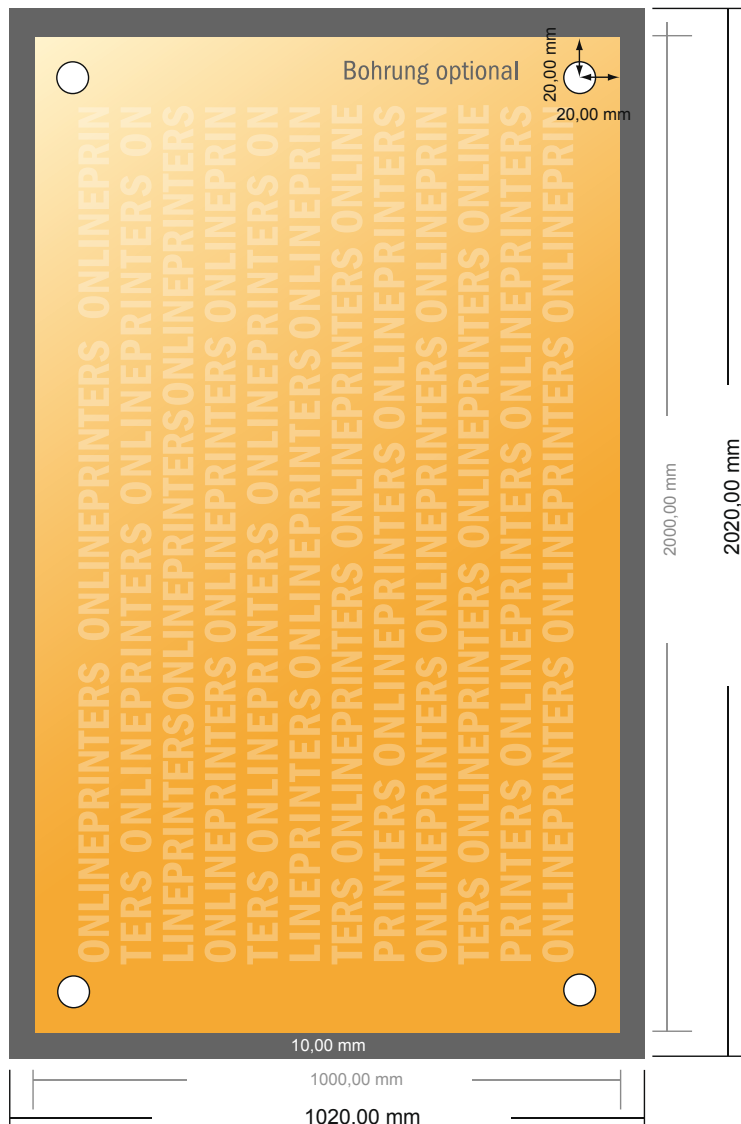 Bohrung optional
20,00 mm
20,00 mm
ONLINEPRINTERS ONLINEPRINTERS ONLINEPRIN
TERS ONLINEPRINTERS ONLINEPRINTERS ON
LINEPRINTERSONLINEPRINTERSONLINEPRINTERS
ONLINEPRINTERS ONLINEPRINTERS ONLINEPRIN
TERS ONLINEPRINTERS ONLINEPRINTERS ON
LINEPRINTERS ONLINEPRINTERS ONLINEPRIN
TERS ONLINEPRINTERS ONLINEPRINTERS ONLINE
PRINTERS ONLINEPRINTERS ONLINEPRINTERS
ONLINEPRINTERS ONLINEPRINTERS ONLINEPRIN
TERS ONLINEPRINTERS ONLINEPRINTERS ONLINE
PRINTERS ONLINEPRINTERS ONLINEPRINTERS
ONLINEPRINTERS ONLINEPRINTERS ONLINEPRIN
2000,00 mm
2020,00 mm
10,00 mm
1000,00 mm
1020,00 mm